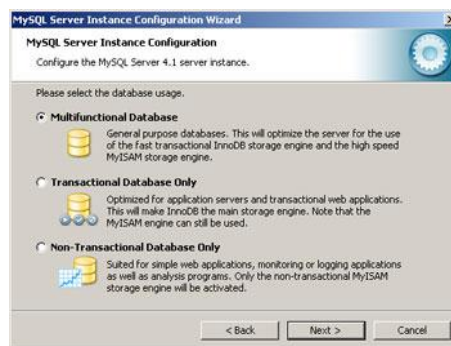 MySQL Server Instance Configuration Wizard
MySQL Server Instance Configuration
Configure the MySQL Server 4.1 server instance.
Please select the database usage.
Multifunctional Database
General purpose databases. This will optimize the server for the use
of the fast transactional InnoDB storage engine and the high speed
MyISAM storage engine.
Transactional Database Only
Optimized for application servers and transactional web applications.
This will make InnoDB the main storage engine. Note that the
MyISAM engine can still be used.
Non-Transactional Database Only
Suited for simple web applications, monitoring or logging applications
as well as analysis programs. Only the non-transactional MyISAM
storage engine will be activated.
< Back
Next >
Cancel